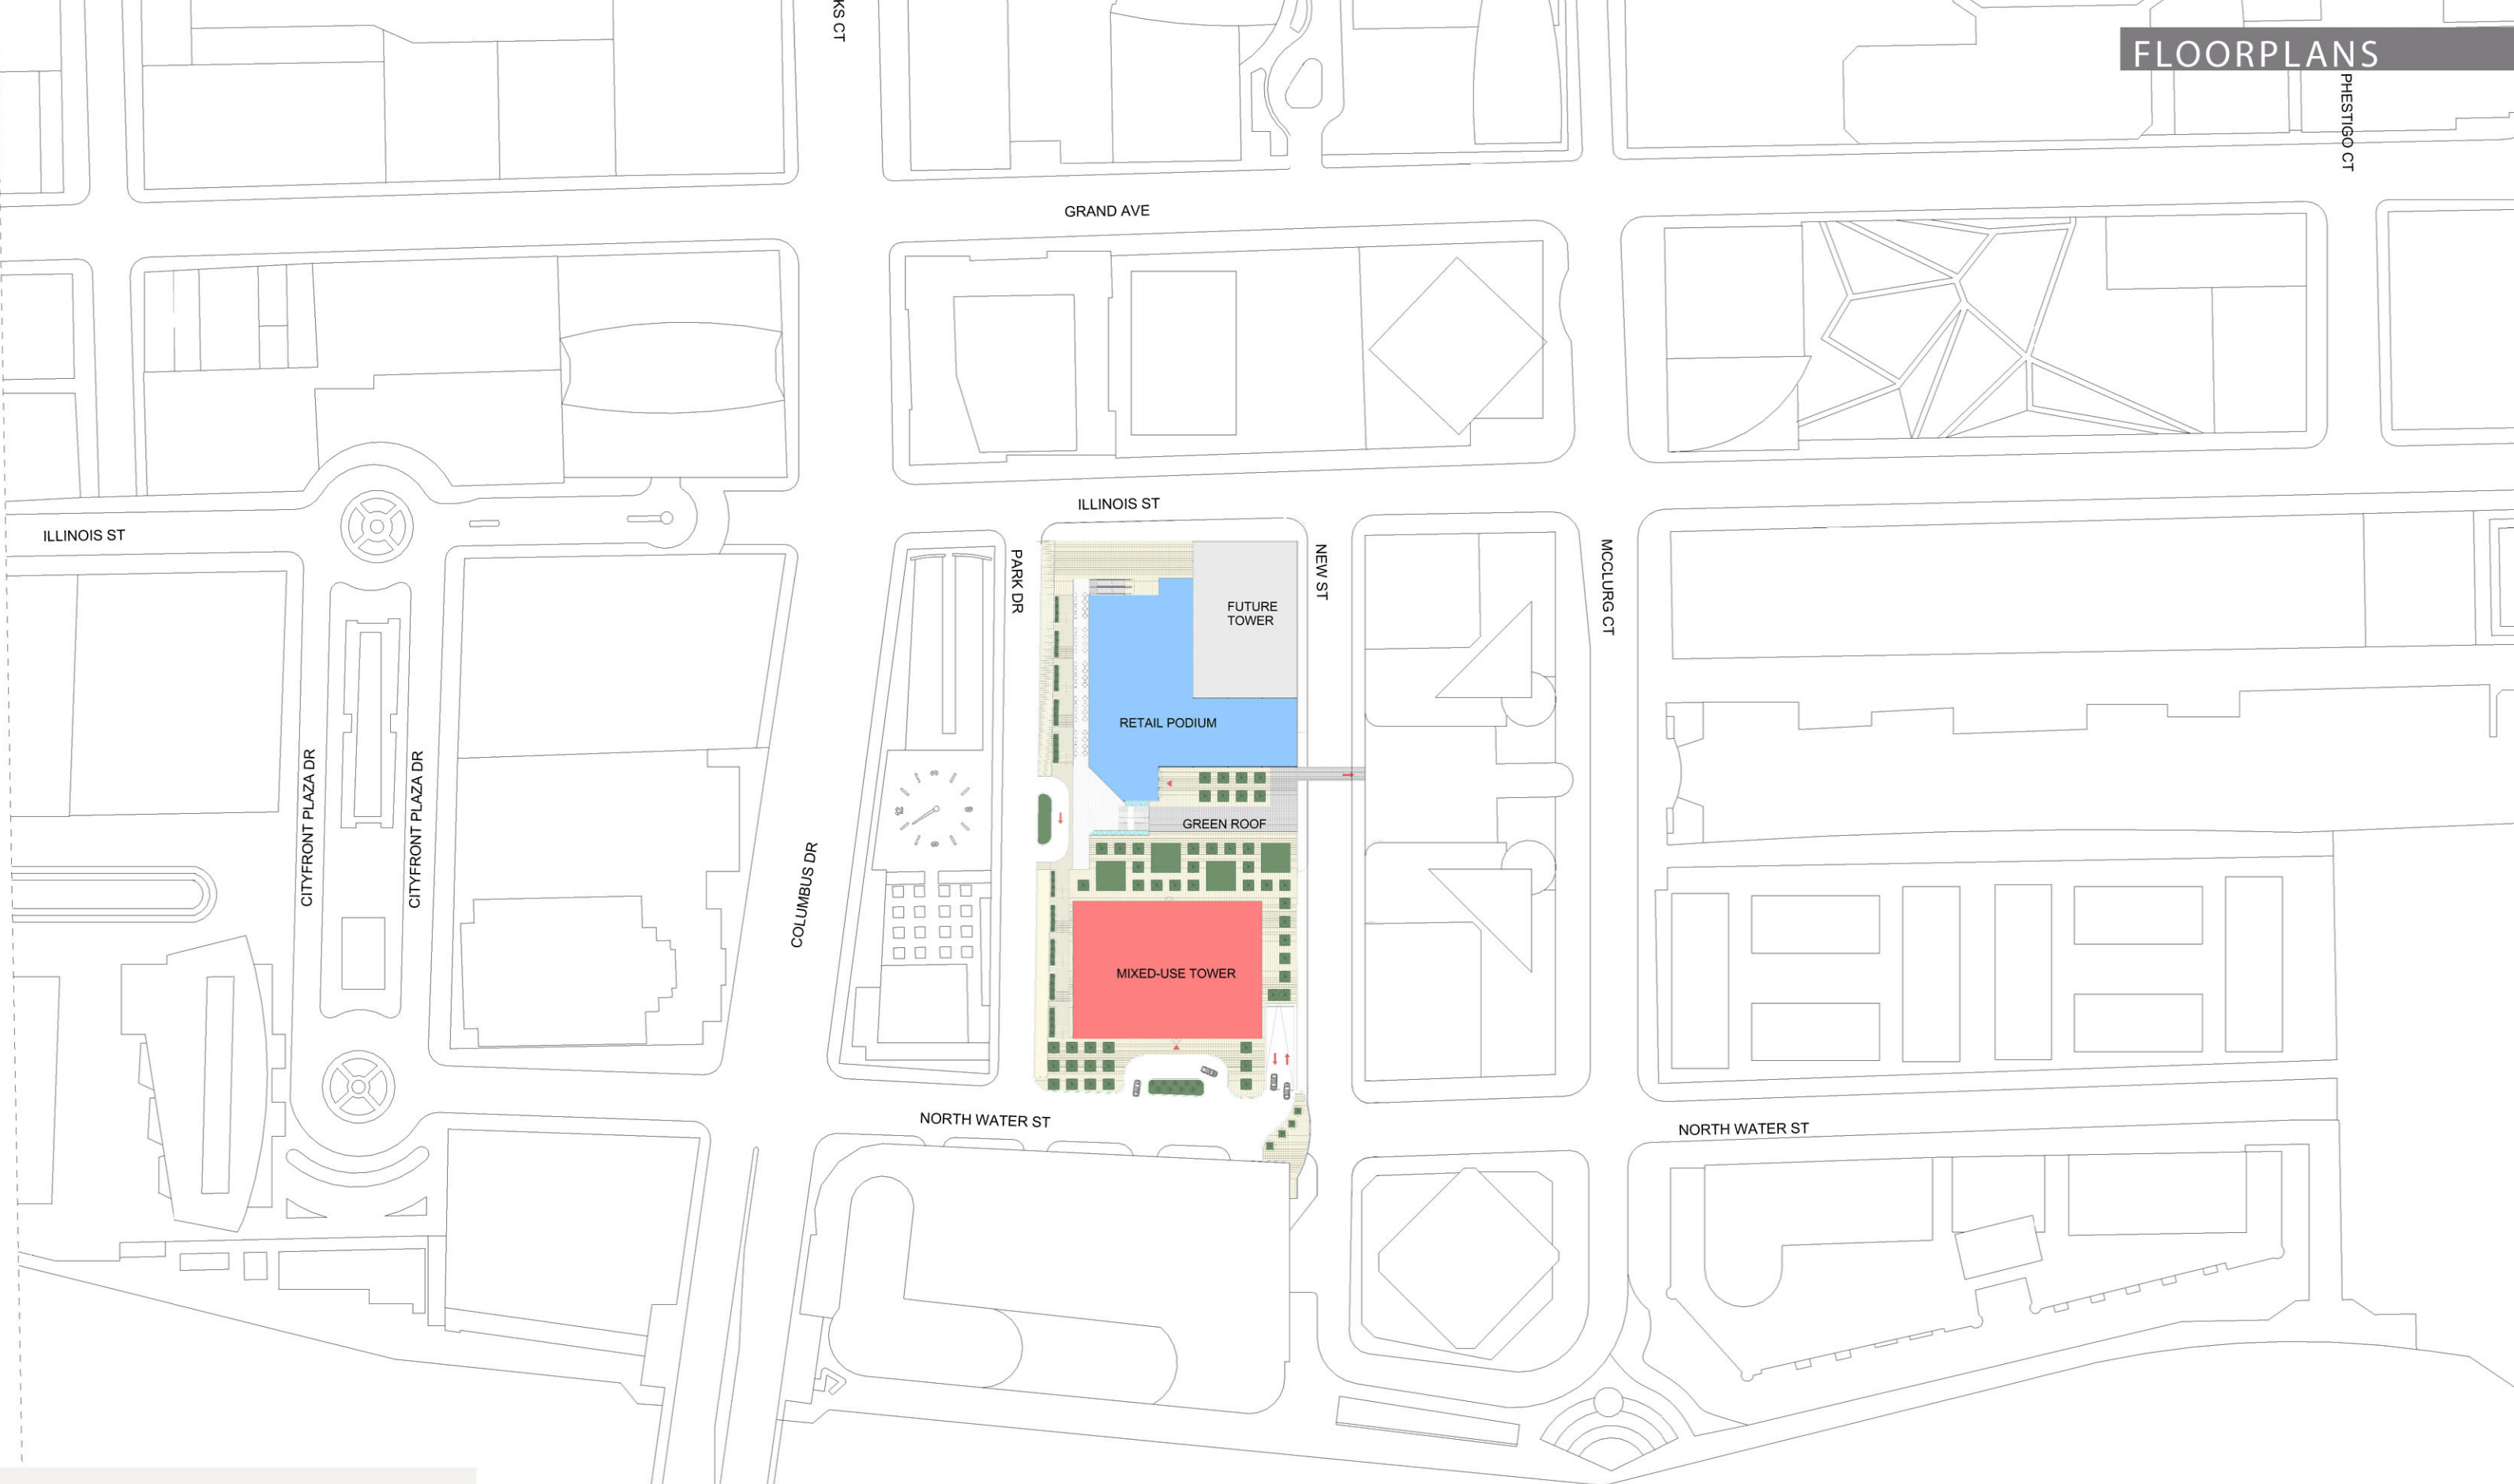 KS CT
FLOORPLANS
PHESTIGO CT
GRAND AVE
ILLINOIS ST
ILLINOIS ST
PARK DR
NEW ST
MCCLURG CT
FUTURE
TOWER
RETAIL PODIUM
CITYFRONT PLAZA DR
CITYFRONT PLAZA DR
COLUMBUS DR
GREEN ROOF
MIXED-USE TOWER
NORTH WATER ST
NORTH WATER ST